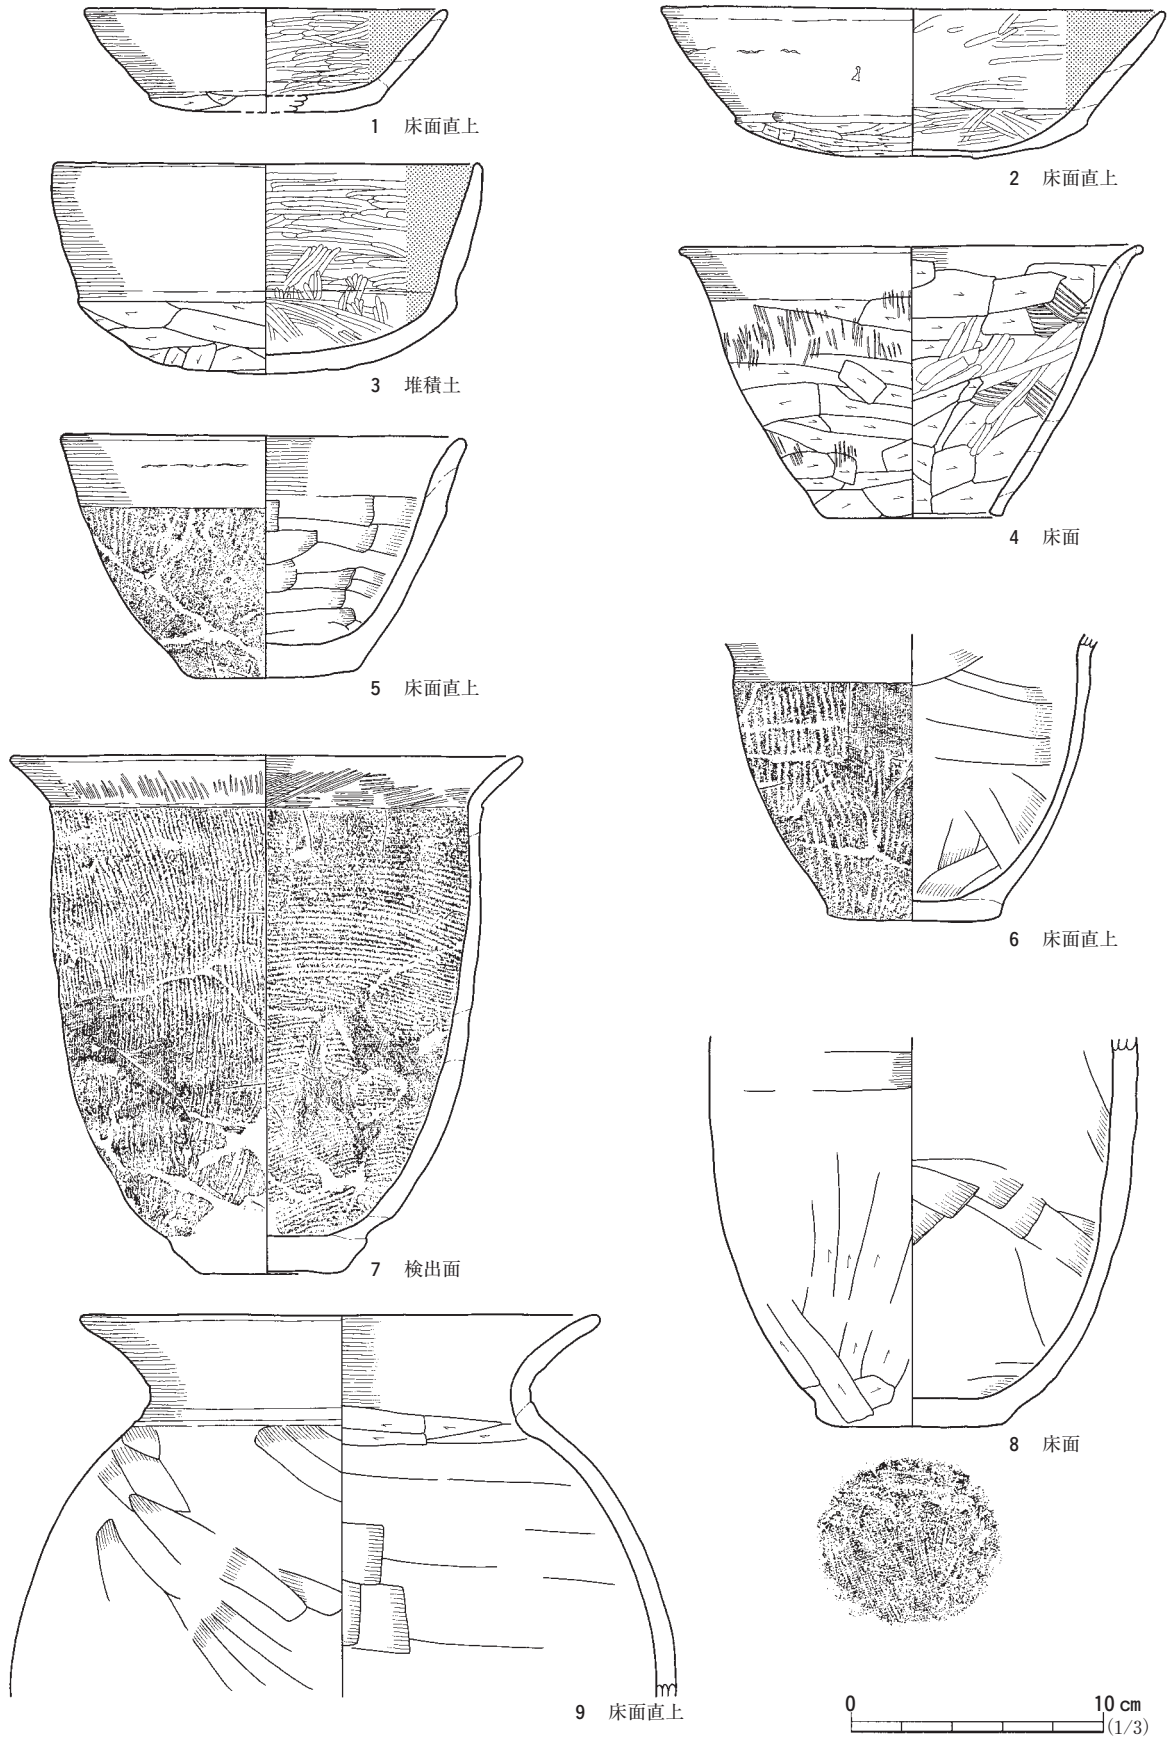 1 床面直上
2 床面直上
3 堆積土
4 床面
5 床面直上
6 床面直上
7 検出面
8 床面
9 床面直上
0 10 cm
(1/3)